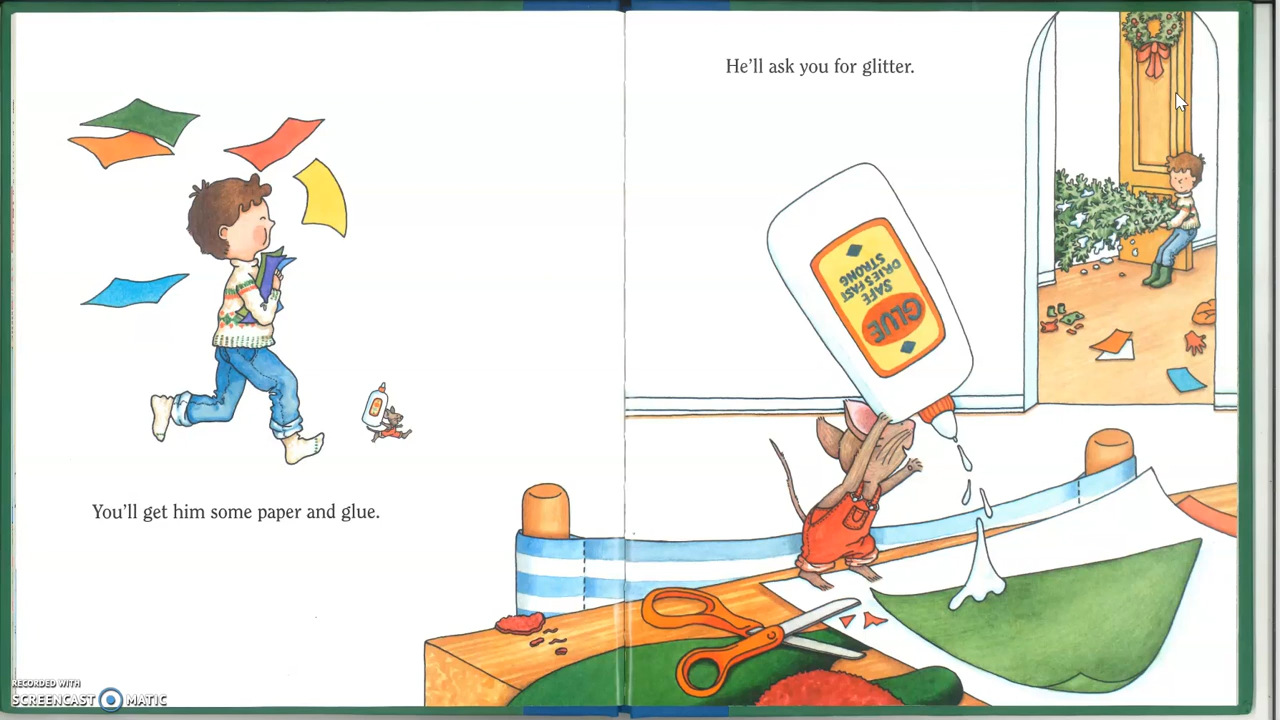 He'll ask you for glitter.
GLUE
SAFE
DRIES FAST
STRONG
You'll get him some paper and glue.
RECORDED WITH
SCREENCAST MATIC